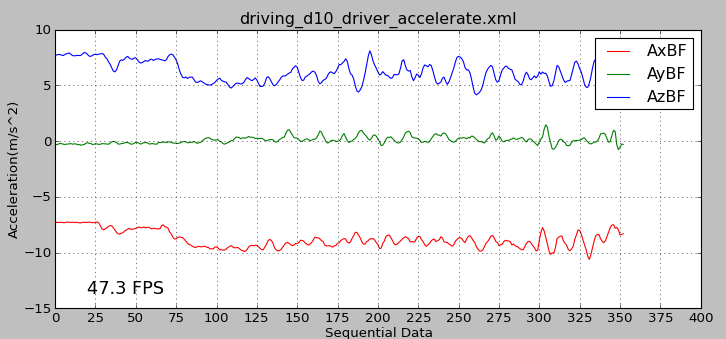 driving_d10_driver_accelerate.xml
10
5
0
−5
−10
−15
Acceleration(m/s^2)
AxBF
AyBF
AzBF
47.3 FPS
0 25 50 75 100 125 150 175 200 225 250 275 300 325 350 375 400
Sequential Data